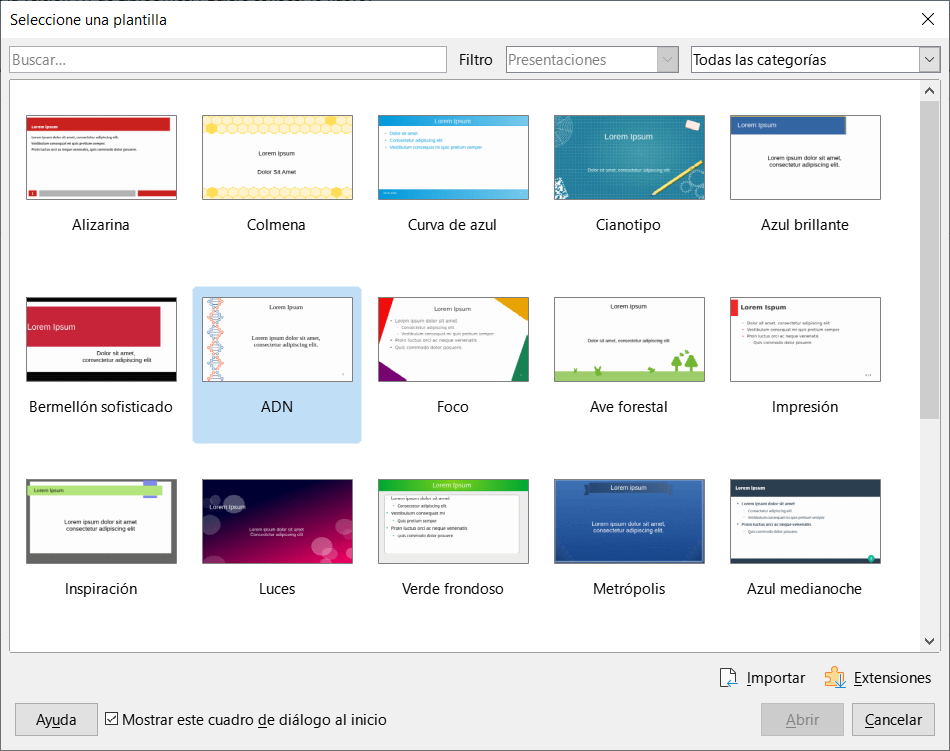 Seleccione una plantilla
Buscar...
Filtro
Presentaciones
Todas las categorías
Lorem Ipsum
Lorem ipsum dolor sit amet, consectetur adipiscing elit.
Vestibulum consequat mi quis pretium semper.
Proin luctus orci ac neque venenatis, quis commodo dolor posuere.
Lorem Ipsum
Dolor Sit Amet
Lorem Ipsum
Dolor sit amet
Consectetur adipiscing elit
Vestibulum consequat mi quis pretium semper
Lorem Ipsum
Dolor sit amet, consectetur adipiscing elit
Lorem Ipsum
Lorem ipsum dolor sit amet,
consectetur adipiscing elit.
Alizarina
Colmena
Curva de azul
Cianotipo
Azul brillante
Lorem Ipsum
Dolor sit amet,
consectetur adipiscing elit
Lorem Ipsum
Lorem ipsum dolor sit amet,
consectetur adipiscing elit.
Lorem Ipsum
Lorem ipsum dolor sit amet
Consectetur adipiscing elit
Vestibulum consequat mi quis pretium semper
Proin luctus orci ac neque venenatis
Quis commodo dolor posuere
Lorem Ipsum
Dolor sit amet, consectetur adipiscing elit
Lorem Ipsum
Dolor sit amet, consectetur adipiscing elit
Vestibulum consequat mi quis pretium semper
Proin luctus orci ac neque venenatis
Quis commodo dolor posuere
Bermellón sofisticado
ADN
Foco
Ave forestal
Impresión
Lorem Ipsum
Lorem ipsum dolor sit amet
consectetur adipiscing elit
Lorem Ipsum
Lorem ipsum dolor sit amet
Consectetur adipiscing elit
Lorem Ipsum
Lorem ipsum dolor sit amet
Consectetur adipiscing elit
Vestibulum consequat mi
Quis pretium semper
Proin luctus orci ac neque venenatis
quis commodo dolor posuere
Lorem Ipsum
Lorem ipsum dolor sit amet,
consectetur adipiscing elit.
Lorem Ipsum
Lorem ipsum dolor sit amet
Consectetur adipiscing elit
Vestibulum consequat mi quis pretium semper
Proin luctus orci ac neque venenatis
Quis commodo dolor posuere
Inspiración
Luces
Verde frondoso
Metrópolis
Azul medianoche
Importar
Extensiones
Ayuda
Mostrar este cuadro de diálogo al inicio
Abrir
Cancelar